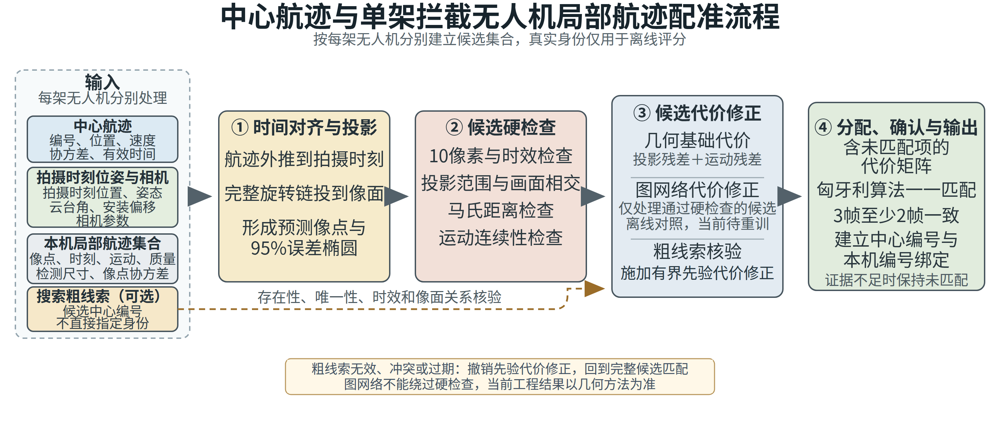 中心航迹与单架拦截无人机局部航迹配准流程
按每架无人机分别建立候选集合，真实身份仅用于离线评分
输入
每架无人机分别处理
中心航迹
编号、位置、速度
协方差、有效时间
拍摄时刻位姿与相机
拍摄时刻位置、姿态
云台角、安装偏移
相机参数
本机局部航迹集合
像点、时刻、运动、质量
检测尺寸、像点协方差
搜索粗线索（可选）
候选中心编号
不直接指定身份
① 时间对齐与投影
航迹外推到拍摄时刻
完整旋转链投到像面
形成预测像点与
95%误差椭圆
② 候选硬检查
10像素与时效检查
投影范围与画面相交
马氏距离检查
运动连续性检查
存在性、唯一性、时效和像面关系核验
③ 候选代价修正
几何基础代价
投影残差＋运动残差
图网络代价修正
仅处理通过硬检查的候选
离线对照，当前待重训
粗线索核验
施加有界先验代价修正
④ 分配、确认与输出
含未匹配项的
代价矩阵
匈牙利算法一一匹配
3帧至少2帧一致
建立中心编号与
本机编号绑定
证据不足时保持未匹配
粗线索无效、冲突或过期：撤销先验代价修正，回到完整候选匹配
图网络不能绕过硬检查，当前工程结果以几何方法为准